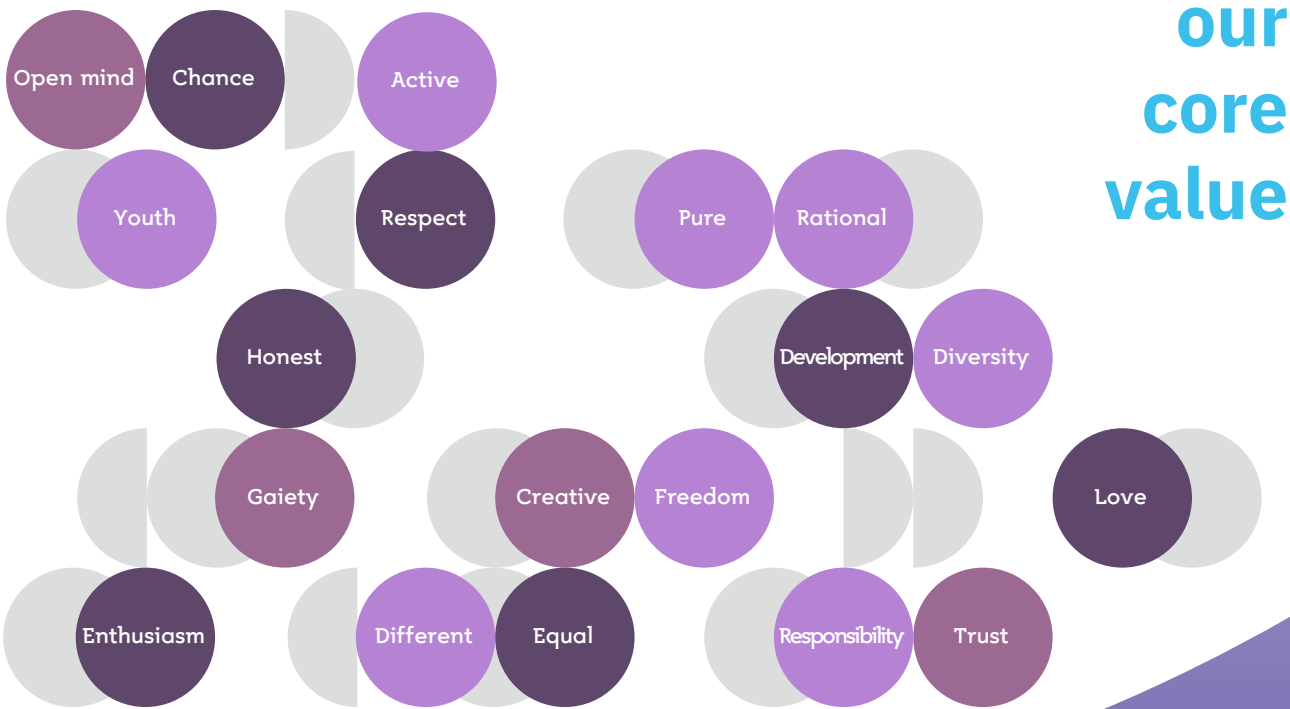 our
core
value
Open mind
Chance
Active
Youth
Respect
Pure
Rational
Honest
Development
Diversity
Gaiety
Creative
Freedom
Love
Enthusiasm
Different
Equal
Responsibility
Trust